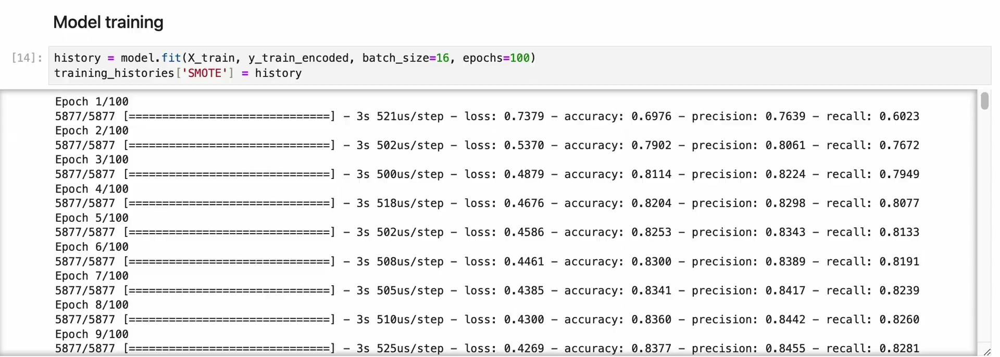 Model training
[14]: history = model.fit(X_train, y_train_encoded, batch_size=16, epochs=100)
training_histories['SMOTE'] = history
Epoch 1/100
5877/5877 [==============================] - 3s 521us/step - loss: 0.7379 - accuracy: 0.6976 - precision: 0.7639 - recall: 0.6023
Epoch 2/100
5877/5877 [==============================] - 3s 502us/step - loss: 0.5370 - accuracy: 0.7902 - precision: 0.8061 - recall: 0.7672
Epoch 3/100
5877/5877 [==============================] - 3s 500us/step - loss: 0.4879 - accuracy: 0.8114 - precision: 0.8224 - recall: 0.7949
Epoch 4/100
5877/5877 [==============================] - 3s 518us/step - loss: 0.4676 - accuracy: 0.8204 - precision: 0.8298 - recall: 0.8077
Epoch 5/100
5877/5877 [==============================] - 3s 502us/step - loss: 0.4586 - accuracy: 0.8253 - precision: 0.8343 - recall: 0.8133
Epoch 6/100
5877/5877 [==============================] - 3s 508us/step - loss: 0.4461 - accuracy: 0.8300 - precision: 0.8389 - recall: 0.8191
Epoch 7/100
5877/5877 [==============================] - 3s 505us/step - loss: 0.4385 - accuracy: 0.8341 - precision: 0.8417 - recall: 0.8239
Epoch 8/100
5877/5877 [==============================] - 3s 510us/step - loss: 0.4300 - accuracy: 0.8360 - precision: 0.8442 - recall: 0.8260
Epoch 9/100
5877/5877 [==============================] - 3s 525us/step - loss: 0.4269 - accuracy: 0.8377 - precision: 0.8455 - recall: 0.8281